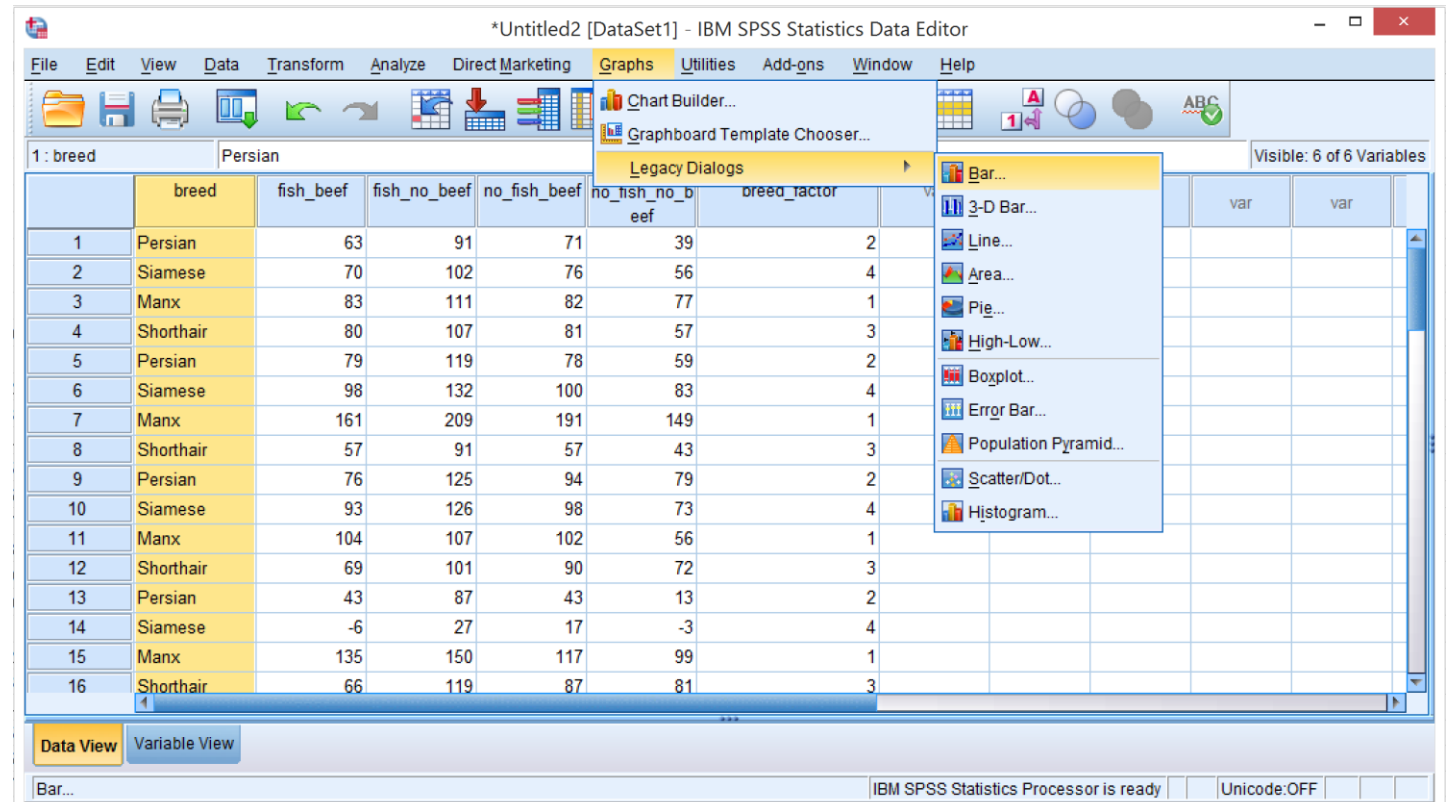 *Untitled2 [DataSet1] - IBM SPSS Statistics Data Editor
File Edit View Data Transform Analyze Direct Marketing Graphs Utilities Add-ons Window Help
Chart Builder...
Graphboard Template Chooser...
Legacy Dialogs
Bar...
3-D Bar...
Line...
Area...
Pie...
High-Low...
Boxplot...
Error Bar...
Population Pyramid...
Scatter/Dot...
Histogram...
A
1
ABC
1 : breed Persian Visible: 6 of 6 Variables
breed fish_beef fish_no_beef no_fish_beef no_fish_no_b breed_factor var var
eef
1 Persian 63 91 71 39 2
2 Siamese 70 102 76 56 4
3 Manx 83 111 82 77 1
4 Shorthair 80 107 81 57 3
5 Persian 79 119 78 59 2
6 Siamese 98 132 100 83 4
7 Manx 161 209 191 149 1
8 Shorthair 57 91 57 43 3
9 Persian 76 125 94 79 2
10 Siamese 93 126 98 73 4
11 Manx 104 107 102 56 1
12 Shorthair 69 101 90 72 3
13 Persian 43 87 43 13 2
14 Siamese -6 27 17 -3 4
15 Manx 135 150 117 99 1
16 Shorthair 66 119 87 81 3
Data View Variable View
Bar... IBM SPSS Statistics Processor is ready Unicode:OFF